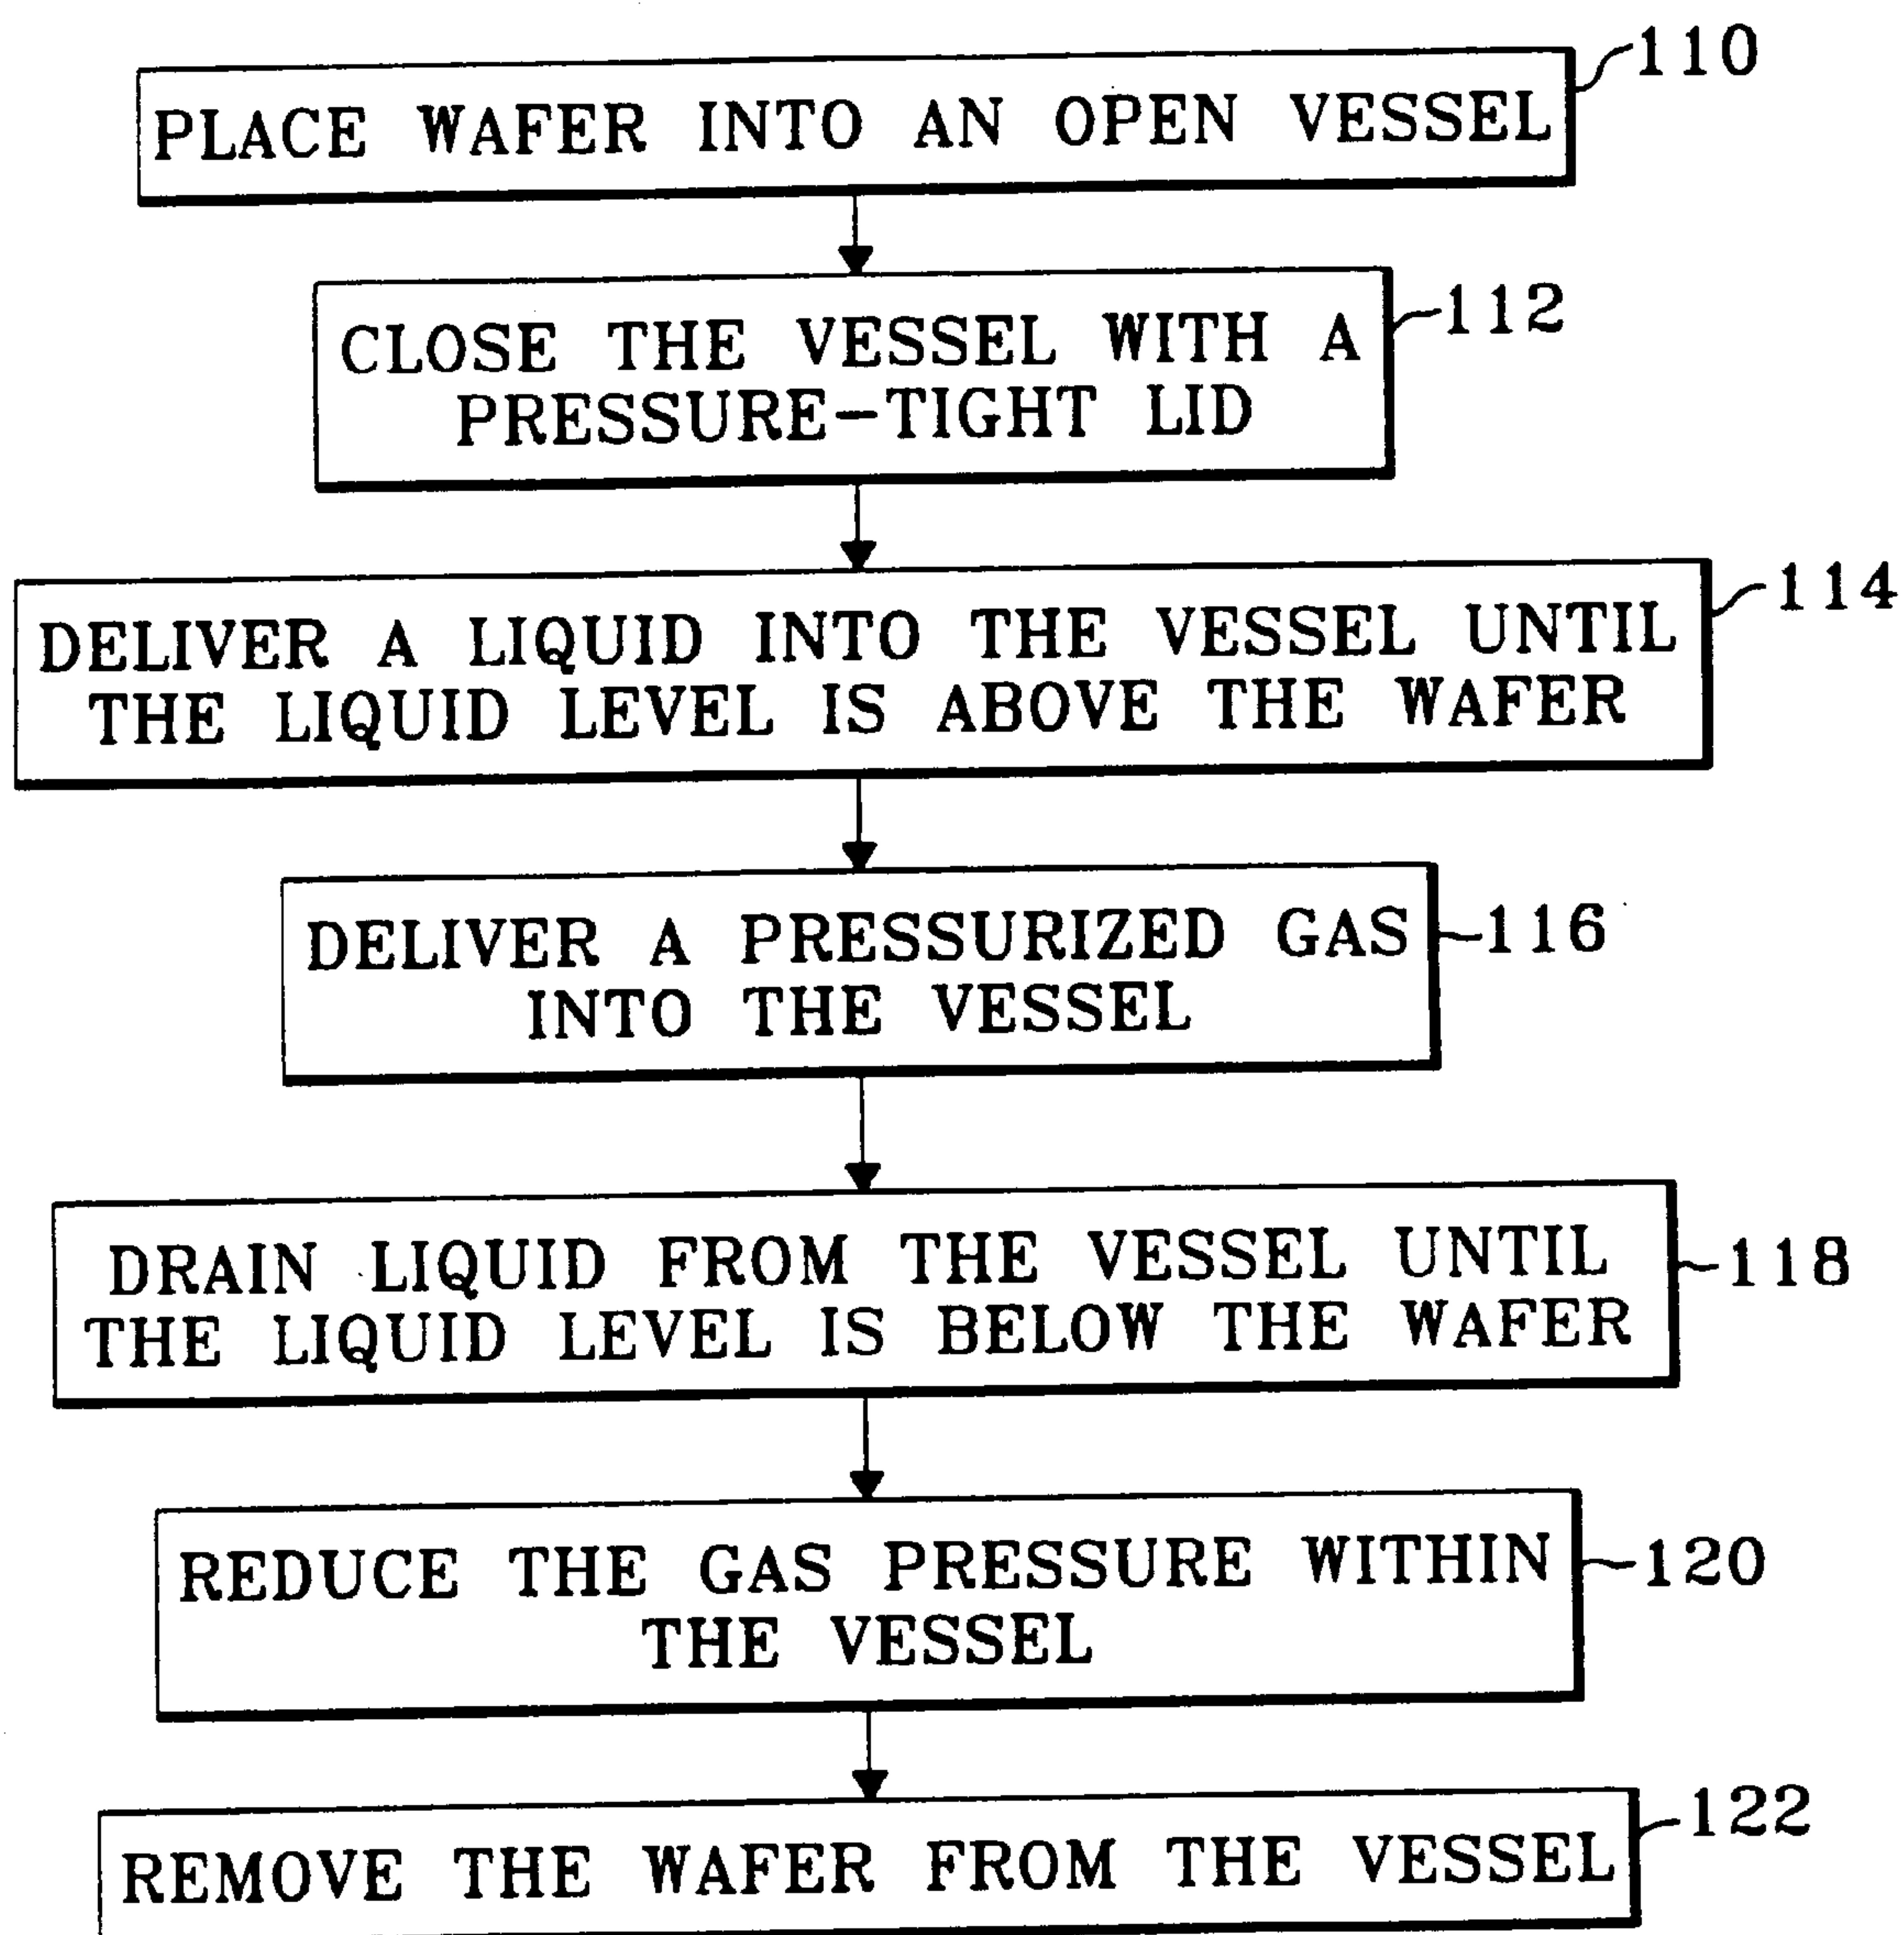 110
PLACE WAFER INTO AN OPEN VESSEL
112
CLOSE THE VESSEL WITH A
PRESSURE-TIGHT LID
114
DELIVER A LIQUID INTO THE VESSEL UNTIL
THE LIQUID LEVEL IS ABOVE THE WAFER
116
DELIVER A PRESSURIZED GAS
INTO THE VESSEL
118
DRAIN LIQUID FROM THE VESSEL UNTIL
THE LIQUID LEVEL IS BELOW THE WAFER
120
REDUCE THE GAS PRESSURE WITHIN
THE VESSEL
122
REMOVE THE WAFER FROM THE VESSEL